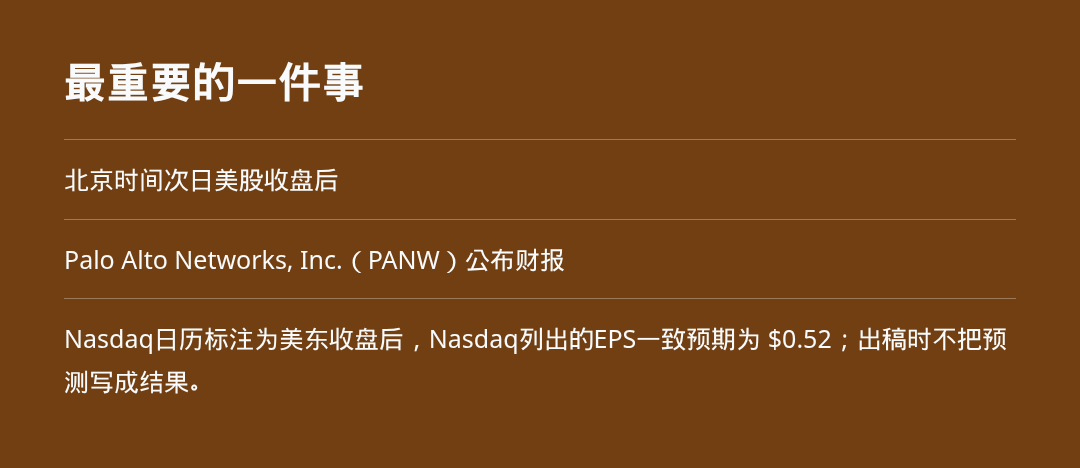 最重要的一件事
北京时间次日美股收盘后
Palo Alto Networks, Inc.（PANW）公布财报
Nasdaq日历标注为美东收盘后，Nasdaq列出的EPS一致预期为 $0.52；出稿时不把预
测写成结果。